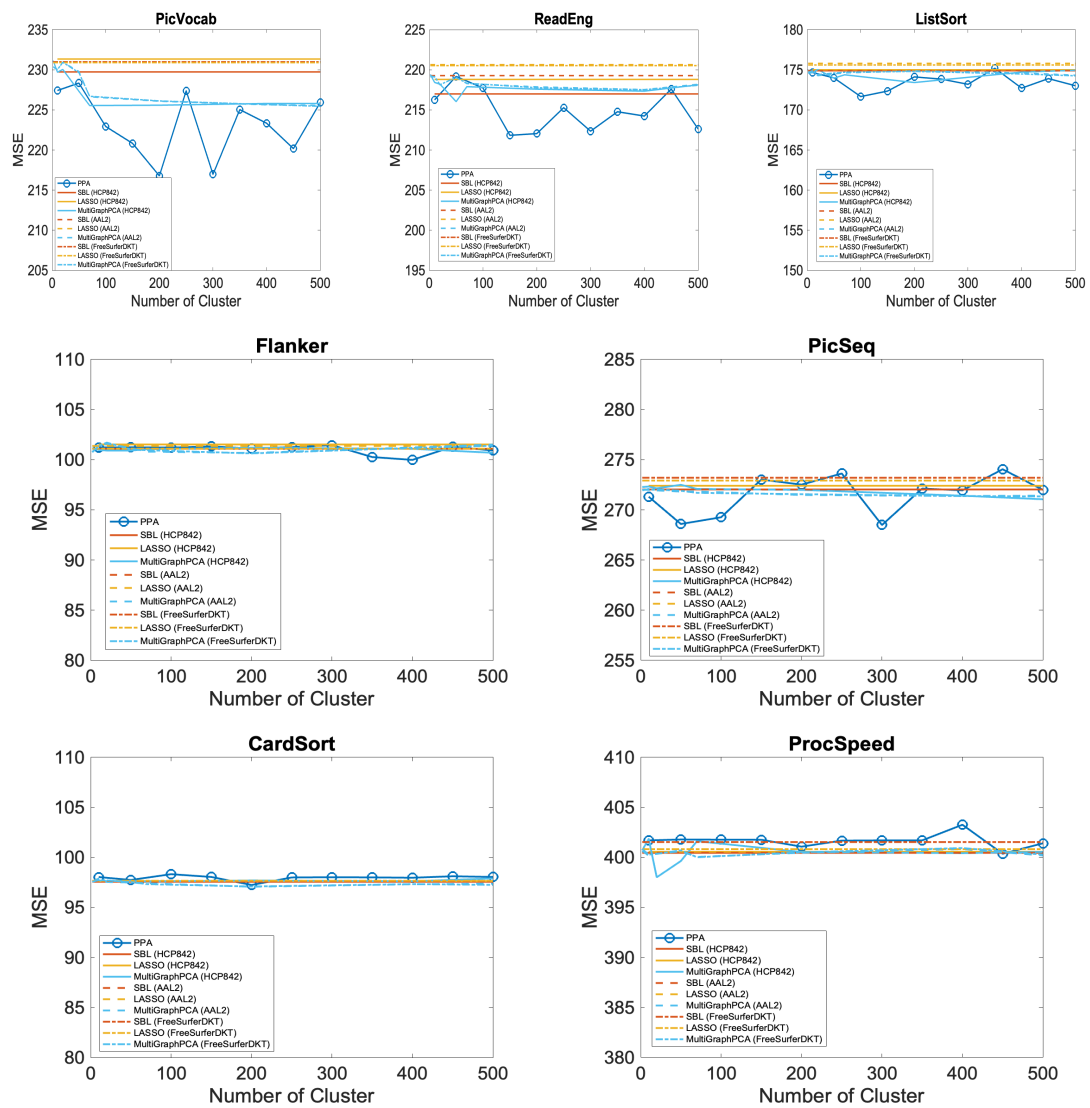 PicVocab
235
230
225
220
215
210
205
MSE
PPA
SBL (HCP842)
LASSO (HCP842)
MultiGraphPCA (HCP842)
SBL (AAL2)
LASSO (AAL2)
MultiGraphPCA (AAL2)
SBL (FreeSurferDKT)
LASSO (FreeSurferDKT)
MultiGraphPCA (FreeSurferDKT)
0 100 200 300 400 500
Number of Cluster
ReadEng
225
220
215
210
205
200
195
MSE
PPA
SBL (HCP842)
LASSO (HCP842)
MultiGraphPCA (HCP842)
SBL (AAL2)
LASSO (AAL2)
MultiGraphPCA (AAL2)
SBL (FreeSurferDKT)
LASSO (FreeSurferDKT)
MultiGraphPCA (FreeSurferDKT)
0 100 200 300 400 500
Number of Cluster
ListSort
180
175
170
165
160
155
150
MSE
PPA
SBL (HCP842)
LASSO (HCP842)
MultiGraphPCA (HCP842)
SBL (AAL2)
LASSO (AAL2)
MultiGraphPCA (AAL2)
SBL (FreeSurferDKT)
LASSO (FreeSurferDKT)
MultiGraphPCA (FreeSurferDKT)
0 100 200 300 400 500
Number of Cluster
Flanker
110
105
100
95
90
85
80
MSE
PPA
SBL (HCP842)
LASSO (HCP842)
MultiGraphPCA (HCP842)
SBL (AAL2)
LASSO (AAL2)
MultiGraphPCA (AAL2)
SBL (FreeSurferDKT)
LASSO (FreeSurferDKT)
MultiGraphPCA (FreeSurferDKT)
0 100 200 300 400 500
Number of Cluster
PicSeq
285
280
275
270
265
260
255
MSE
PPA
SBL (HCP842)
LASSO (HCP842)
MultiGraphPCA (HCP842)
SBL (AAL2)
LASSO (AAL2)
MultiGraphPCA (AAL2)
SBL (FreeSurferDKT)
LASSO (FreeSurferDKT)
MultiGraphPCA (FreeSurferDKT)
0 100 200 300 400 500
Number of Cluster
CardSort
110
105
100
95
90
85
80
MSE
PPA
SBL (HCP842)
LASSO (HCP842)
MultiGraphPCA (HCP842)
SBL (AAL2)
LASSO (AAL2)
MultiGraphPCA (AAL2)
SBL (FreeSurferDKT)
LASSO (FreeSurferDKT)
MultiGraphPCA (FreeSurferDKT)
0 100 200 300 400 500
Number of Cluster
ProcSpeed
410
405
400
395
390
385
380
MSE
PPA
SBL (HCP842)
LASSO (HCP842)
MultiGraphPCA (HCP842)
SBL (AAL2)
LASSO (AAL2)
MultiGraphPCA (AAL2)
SBL (FreeSurferDKT)
LASSO (FreeSurferDKT)
MultiGraphPCA (FreeSurferDKT)
0 100 200 300 400 500
Number of Cluster